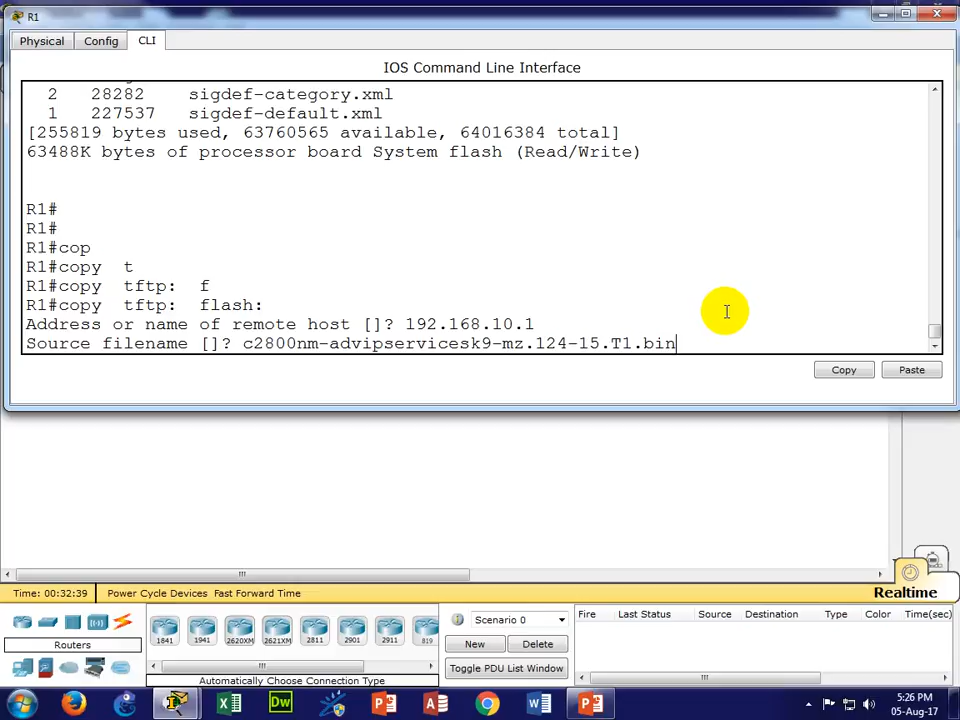 R1
Physical Config CLI
IOS Command Line Interface
2 28282 sigdef-category.xml
1 227537 sigdef-default.xml
[255819 bytes used, 63760565 available, 64016384 total]
63488K bytes of processor board System flash (Read/Write)
R1#
R1#
R1#cop
R1#copy t
R1#copy tftp: f
R1#copy tftp: flash:
Address or name of remote host []? 192.168.10.1
Source filename []? c2800nm-advipservicesk9-mz.124-15.T1.bin
Copy Paste
Time: 00:32:39 Power Cycle Devices Fast Forward Time
Realtime
Routers
1841 1941 2620XM 2621XM 2811 2901 2911 819
Automatically Choose Connection Type
Scenario 0
New Delete
Toggle PDU List Window
Fire Last Status Source Destination Type Color Time(sec)
Dw
5:26 PM
05-Aug-17